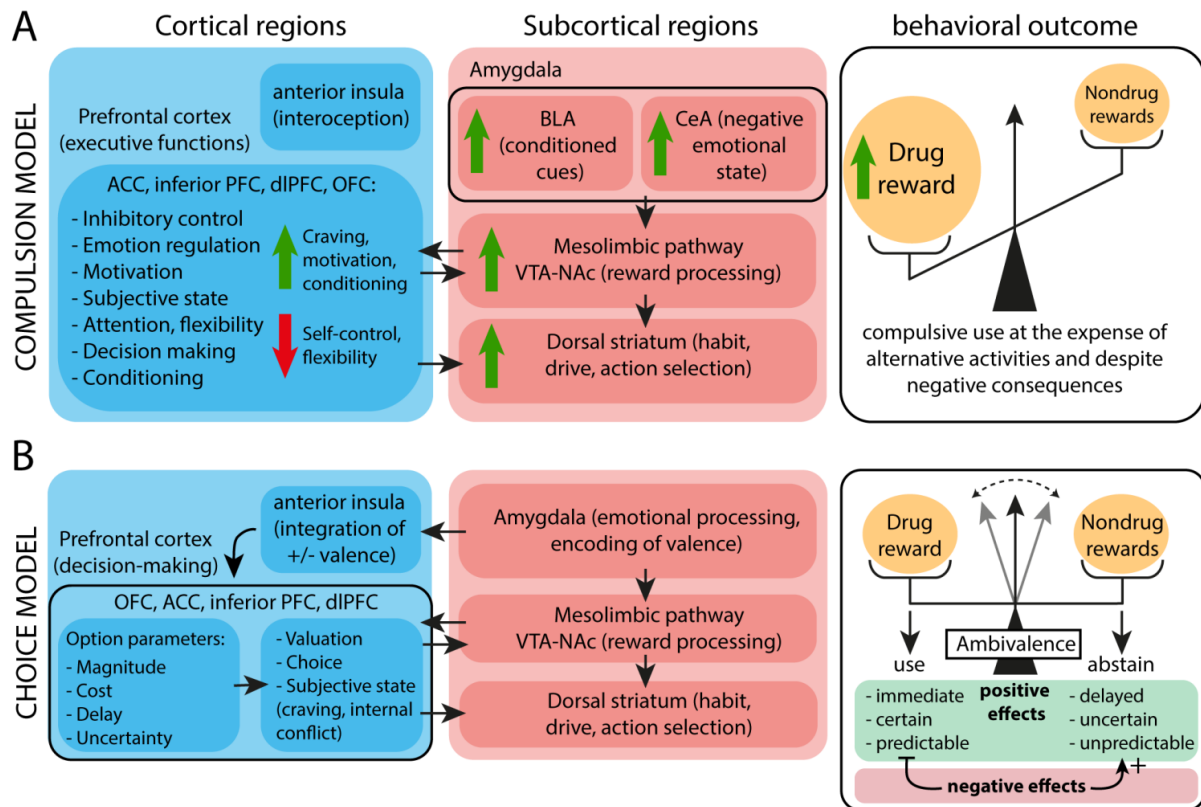 A
Cortical regions
Subcortical regions
behavioral outcome
COMPULSION MODEL
anterior insula
(interoception)
Prefrontal cortex
(executive functions)
ACC, inferior PFC, dlPFC, OFC:
- Inhibitory control
- Emotion regulation
- Motivation
- Subjective state
- Attention, flexibility
- Decision making
- Conditioning
Craving,
motivation,
conditioning
Self-control,
flexibility
Amygdala
BLA
(conditioned
cues)
CeA (negative
emotional
state)
Mesolimbic pathway
VTA-NAc (reward processing)
Dorsal striatum (habit,
drive, action selection)
Drug
reward
Nondrug
rewards
compulsive use at the expense of
alternative activities and despite
negative consequences
B
CHOICE MODEL
anterior insula
(integration of
+/- valence)
Prefrontal cortex
(decision-making)
OFC, ACC, inferior PFC, dlPFC
Option parameters:
- Magnitude
- Cost
- Delay
- Uncertainty
- Valuation
- Choice
- Subjective state
(craving, internal
conflict)
Amygdala (emotional processing,
encoding of valence)
Mesolimbic pathway
VTA-NAc (reward processing)
Dorsal striatum (habit,
drive, action selection)
Drug
reward
Nondrug
rewards
Ambivalence
use
abstain
- immediate
- certain
- predictable
positive
effects
- delayed
- uncertain
- unpredictable
+
negative effects